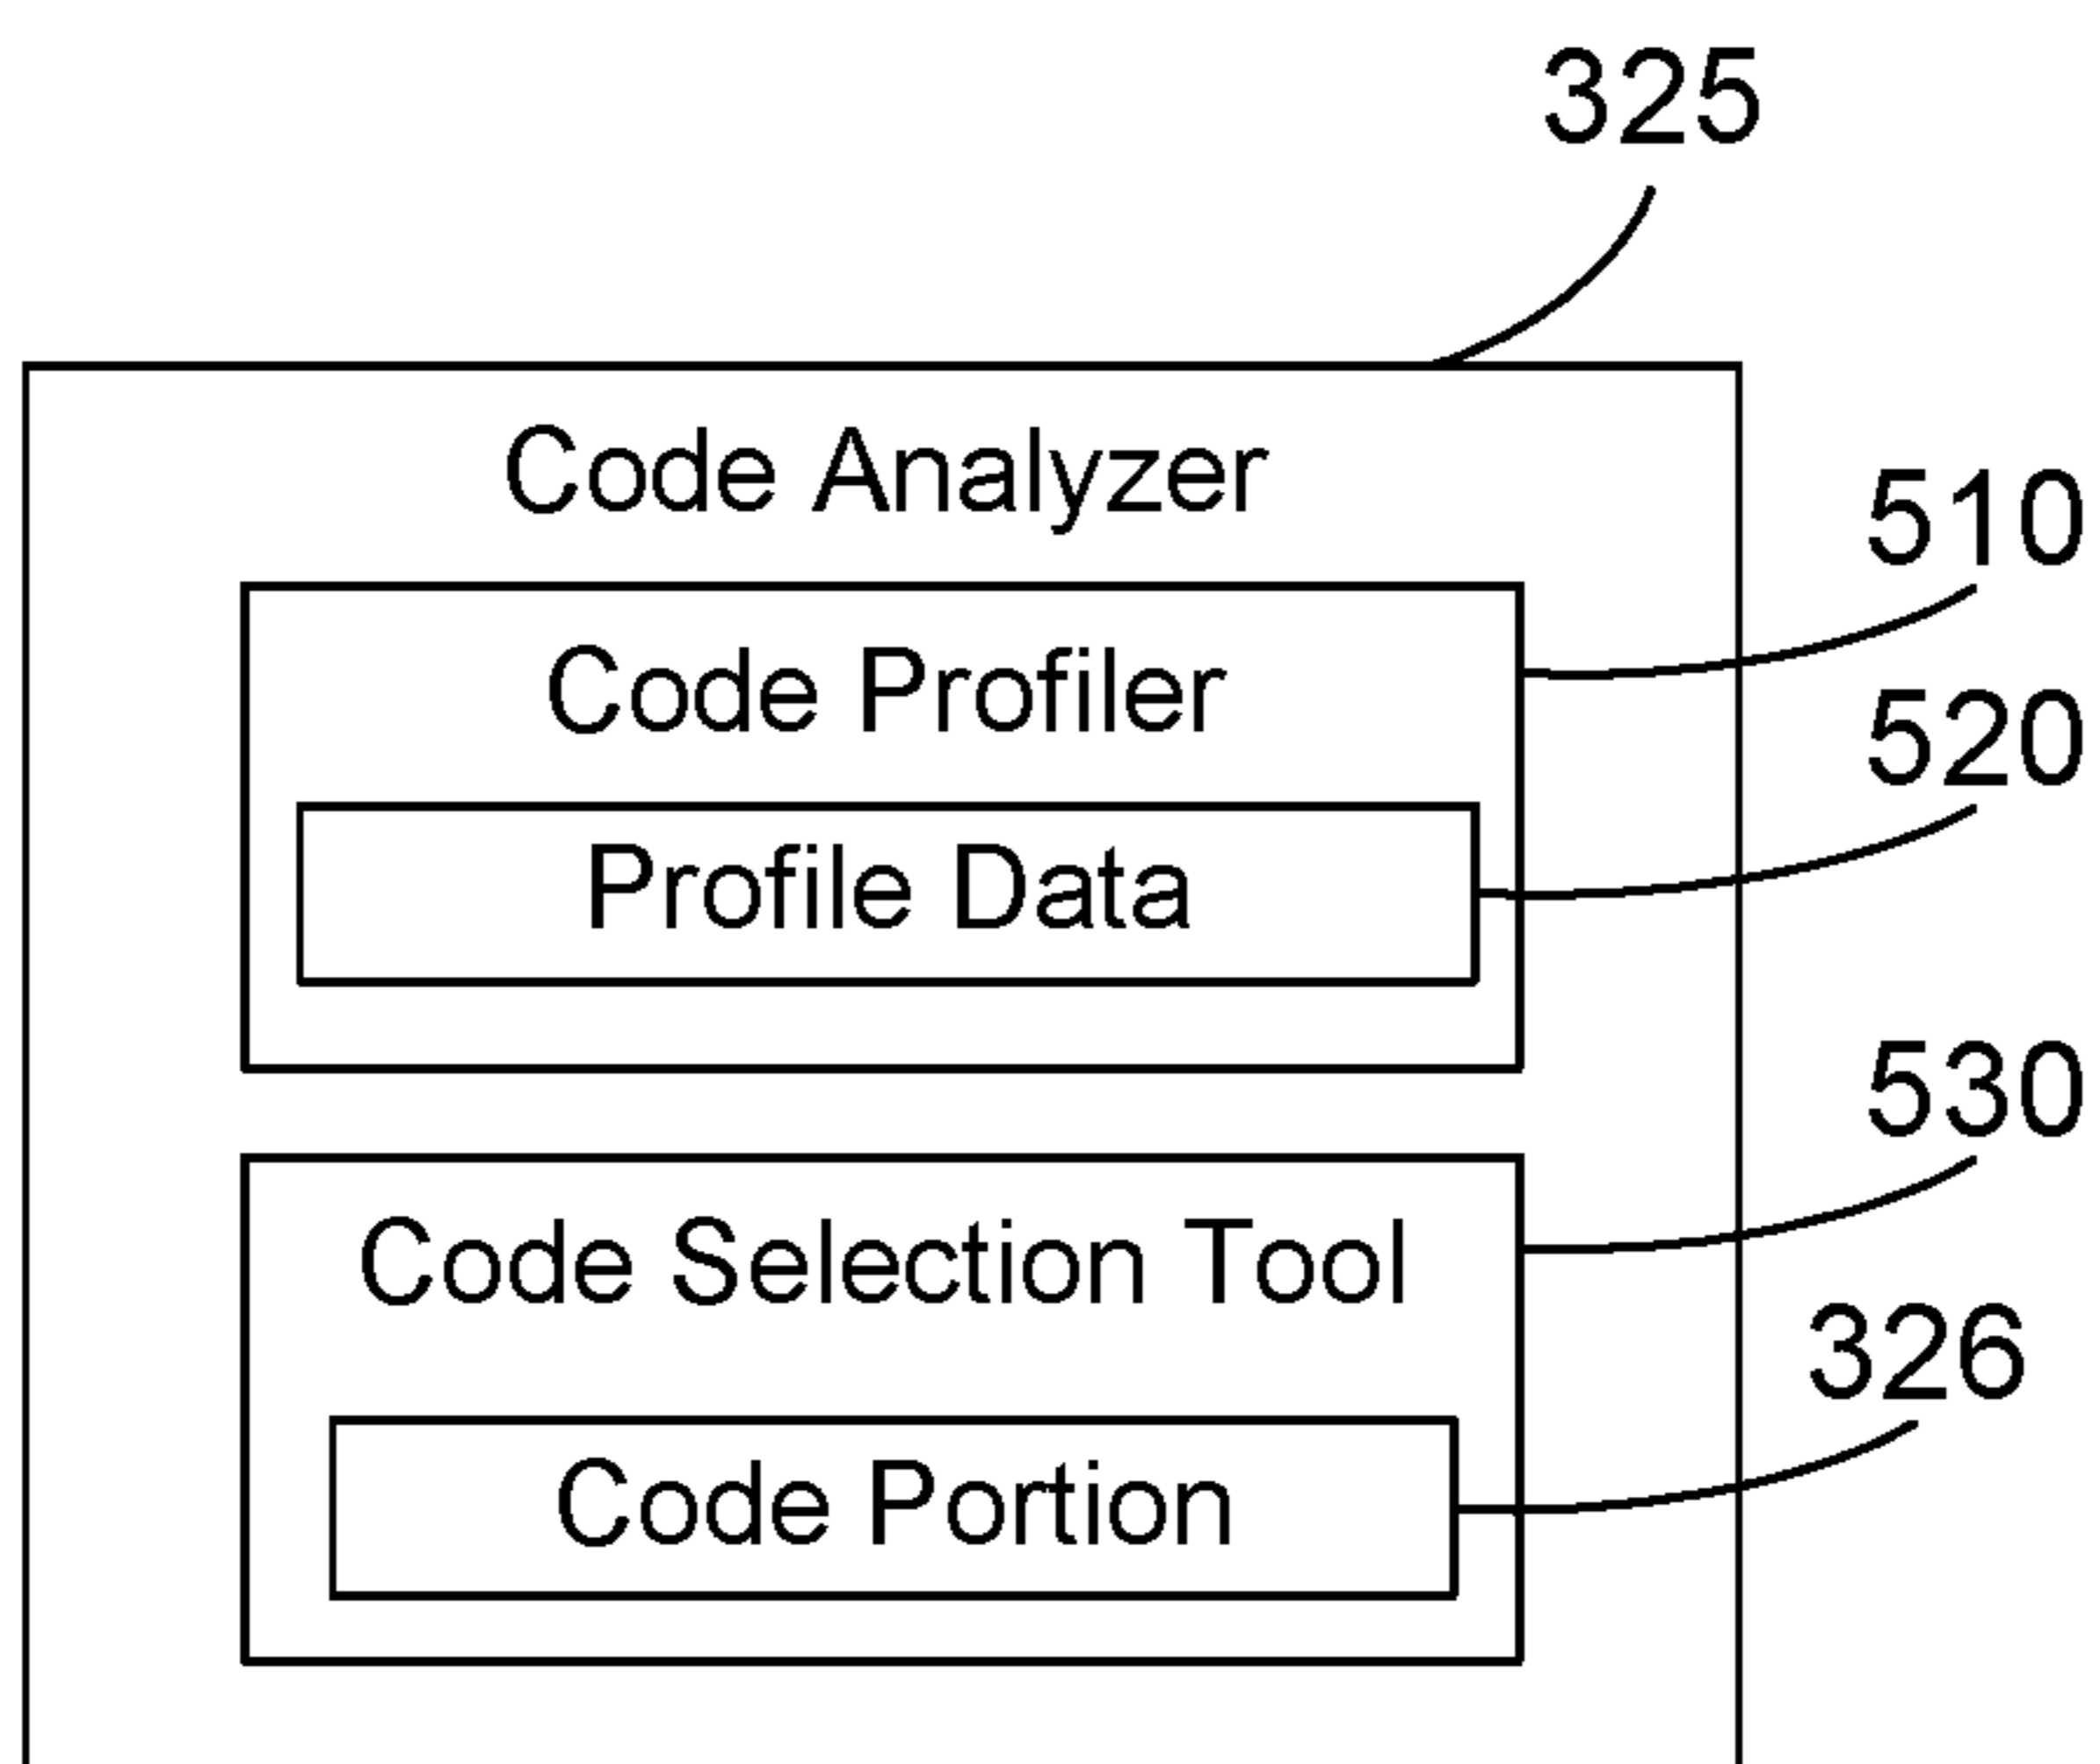 325
Code Analyzer
510
Code Profiler
520
Profile Data
530
Code Selection Tool
326
Code Portion